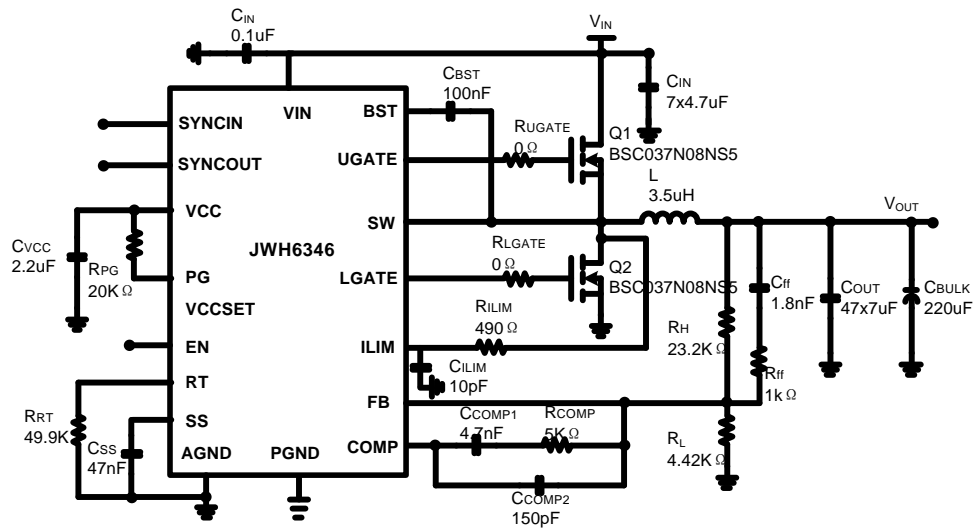 CIN
0.1uF
VIN
CIN
7x4.7uF
CBST
100nF
VIN
BST
SYNCIN
RUGATE
0Ω
Q1
BSC037N08NS5
SYNCOUT
UGATE
L
3.5uH
VCC
SW
VOUT
JWH6346
CVCC
2.2uF
RPG
20KΩ
PG
LGATE
RLGATE
0Ω
Q2
BSC037N08NS5
Cff
1.8nF
COUT
47x7uF
CBULK
220uF
VCCSET
RILIM
490Ω
RH
23.2KΩ
EN
ILIM
CILIM
10pF
Rff
1kΩ
RT
FB
RRT
49.9K
SS
CSS
47nF
CCOMP1
4.7nF
RCOMP
5KΩ
RL
4.42KΩ
AGND
PGND
COMP
CCOMP2
150pF